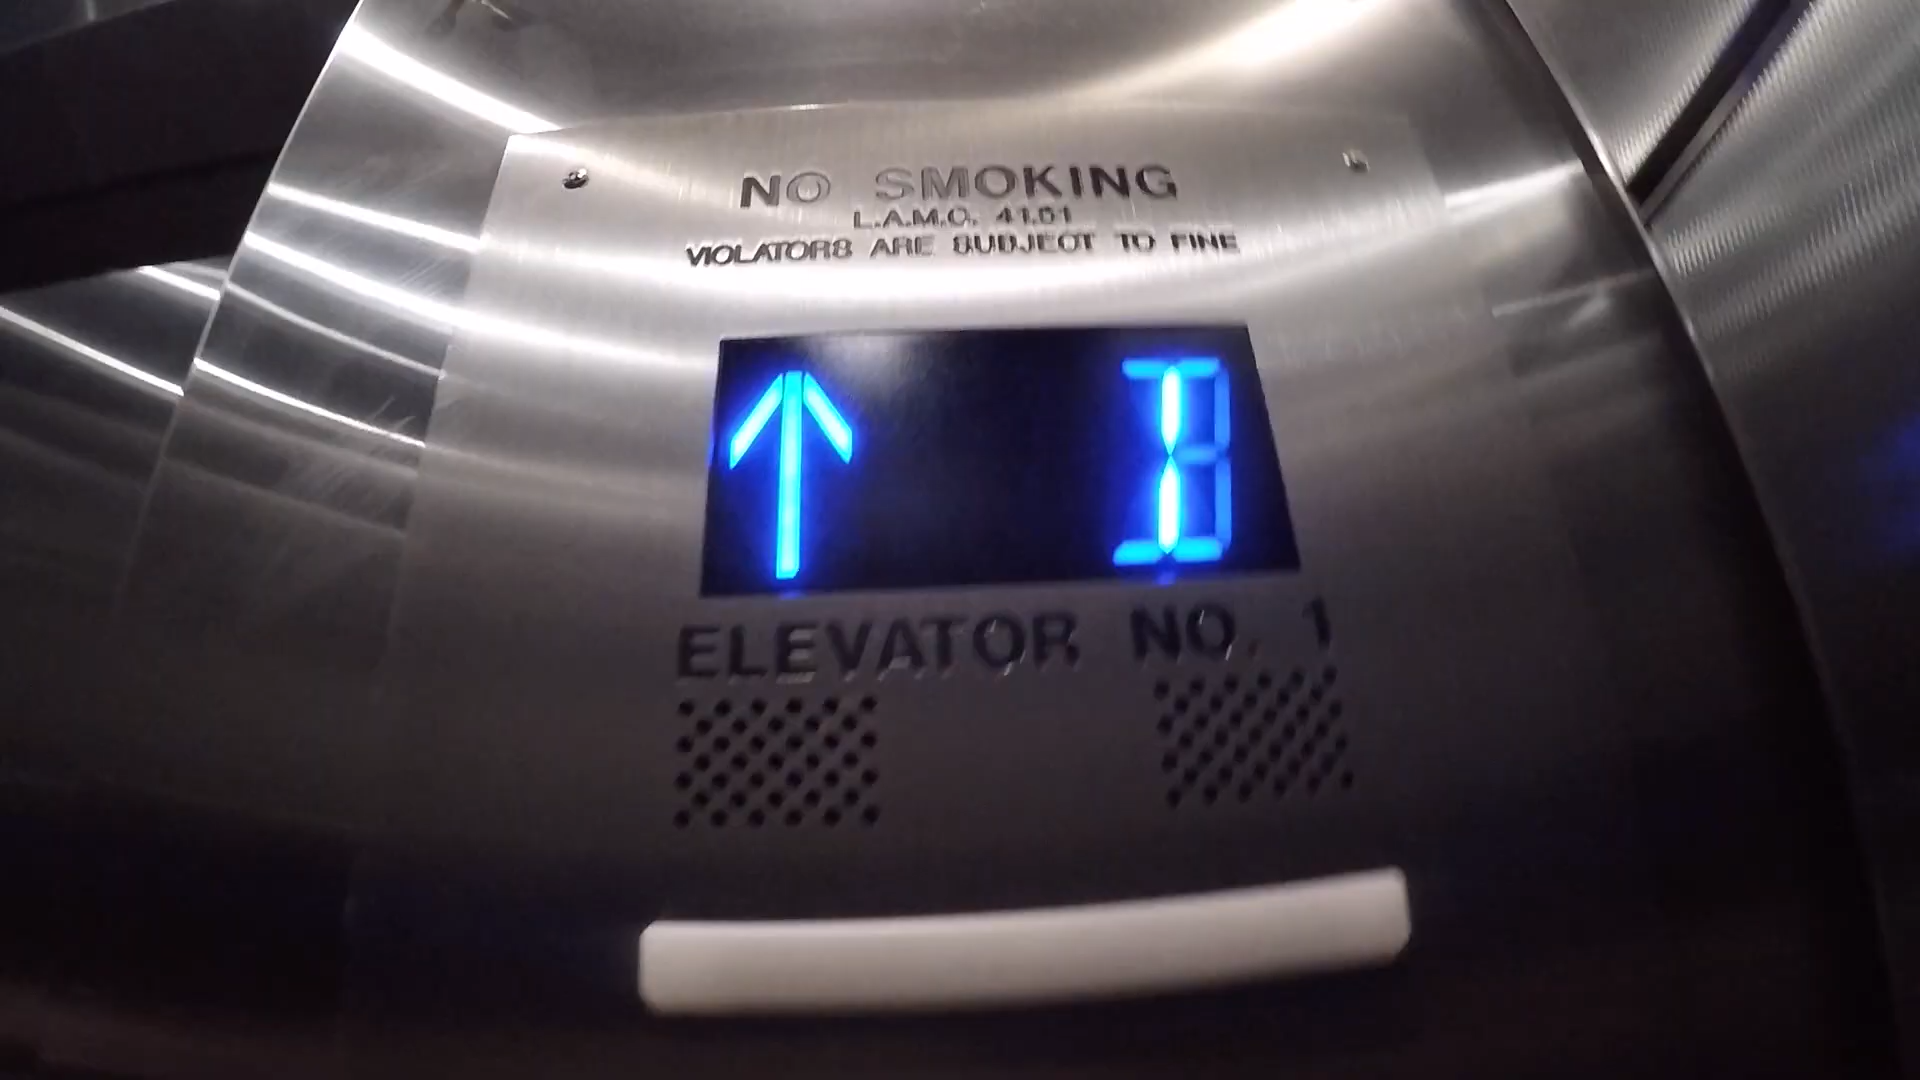 NO SMOKING
L.A.M.C. 41.51
VIOLATORS ARE SUBJECT TO FINE
ELEVATOR NO. 1